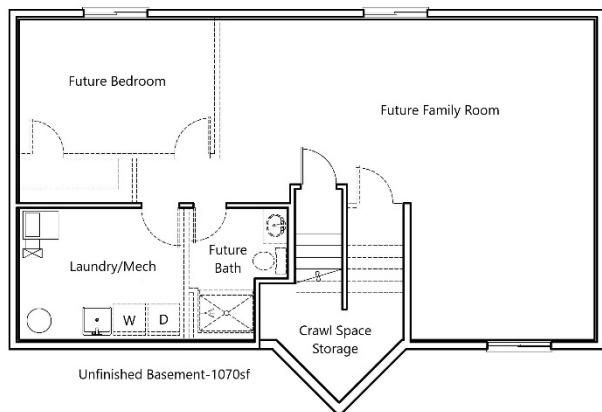 Future Bedroom
Future Family Room
Laundry/Mech
Future
Bath
W
D
Crawl Space
Storage
Unfinished Basement-1070sf